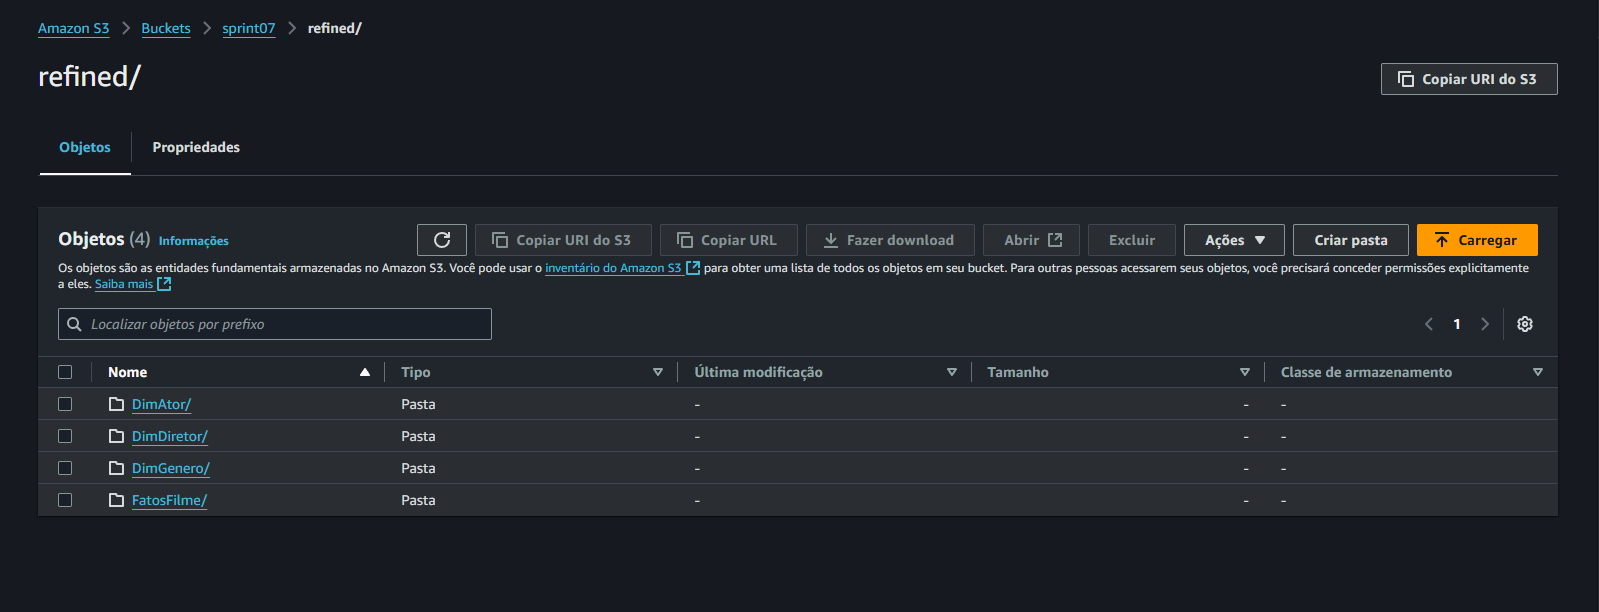 Amazon S3 > Buckets > sprint07 > refined/
refined/
Copiar URI do S3
Objetos Propriedades
Objetos (4) Informações
Copiar URI do S3 Copiar URL Fazer download Abrir Excluir Ações Criar pasta Carregar
Os objetos são as entidades fundamentais armazenadas no Amazon S3. Você pode usar o inventário do Amazon S3 para obter uma lista de todos os objetos em seu bucket. Para outras pessoas acessarem seus objetos, você precisará conceder permissões explicitamente
a eles. Saiba mais
Localizar objetos por prefixo
1
Nome Tipo Última modificação Tamanho Classe de armazenamento
DimAtor/ Pasta - - -
DimDiretor/ Pasta - - -
DimGenero/ Pasta - - -
FatosFilme/ Pasta - - -